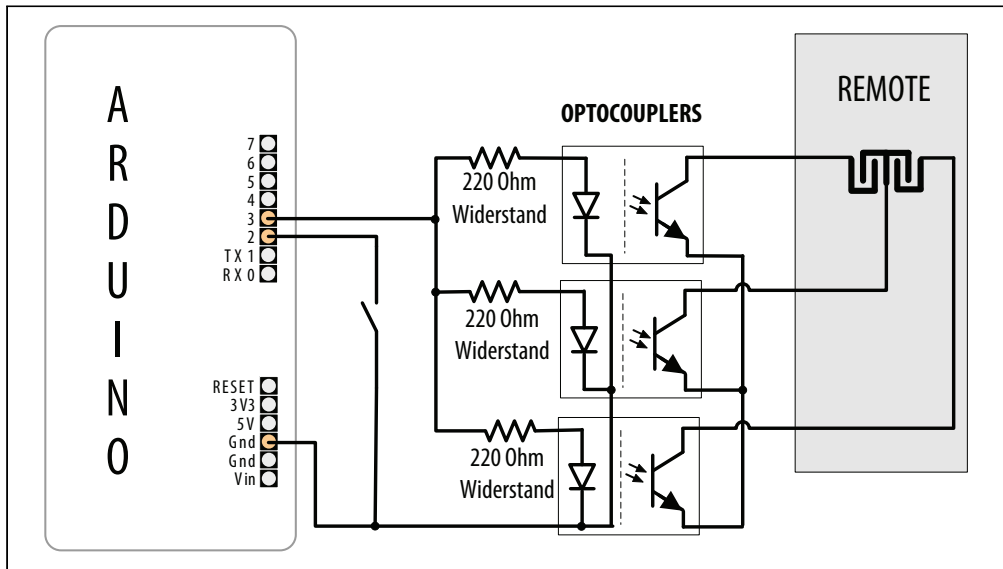 ARDUINO
7
6
5
4
3
2
TX 1
RX 0
RESET
3V3
5V
Gnd
Gnd
Vin
OPTOCOUPLERS
220 Ohm
Widerstand
220 Ohm
Widerstand
220 Ohm
Widerstand
REMOTE